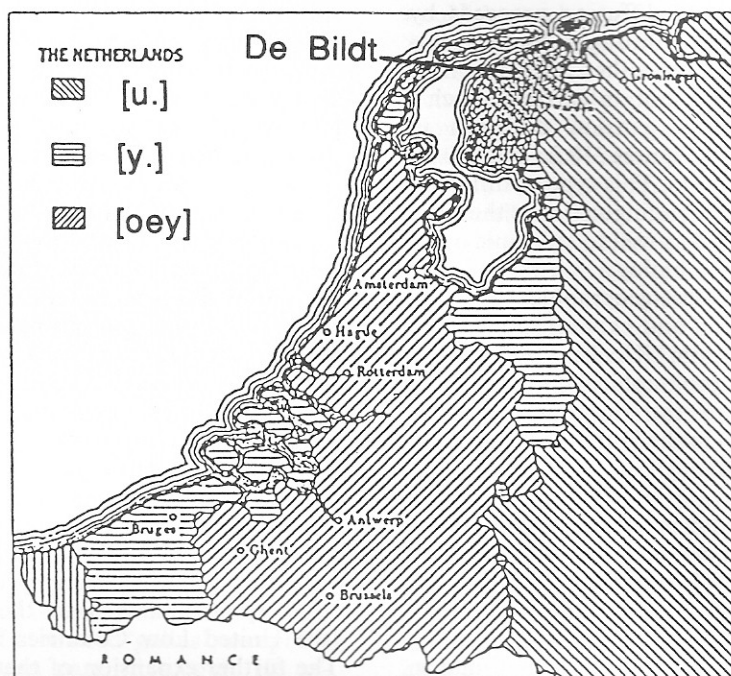 THE NETHERLANDS
De Bildt
[u.]
[y.]
[oey]
Groningen
Amsterdam
Hague
Rotterdam
Bruges
Antwerp
Ghent
Brussels
ROMANCE